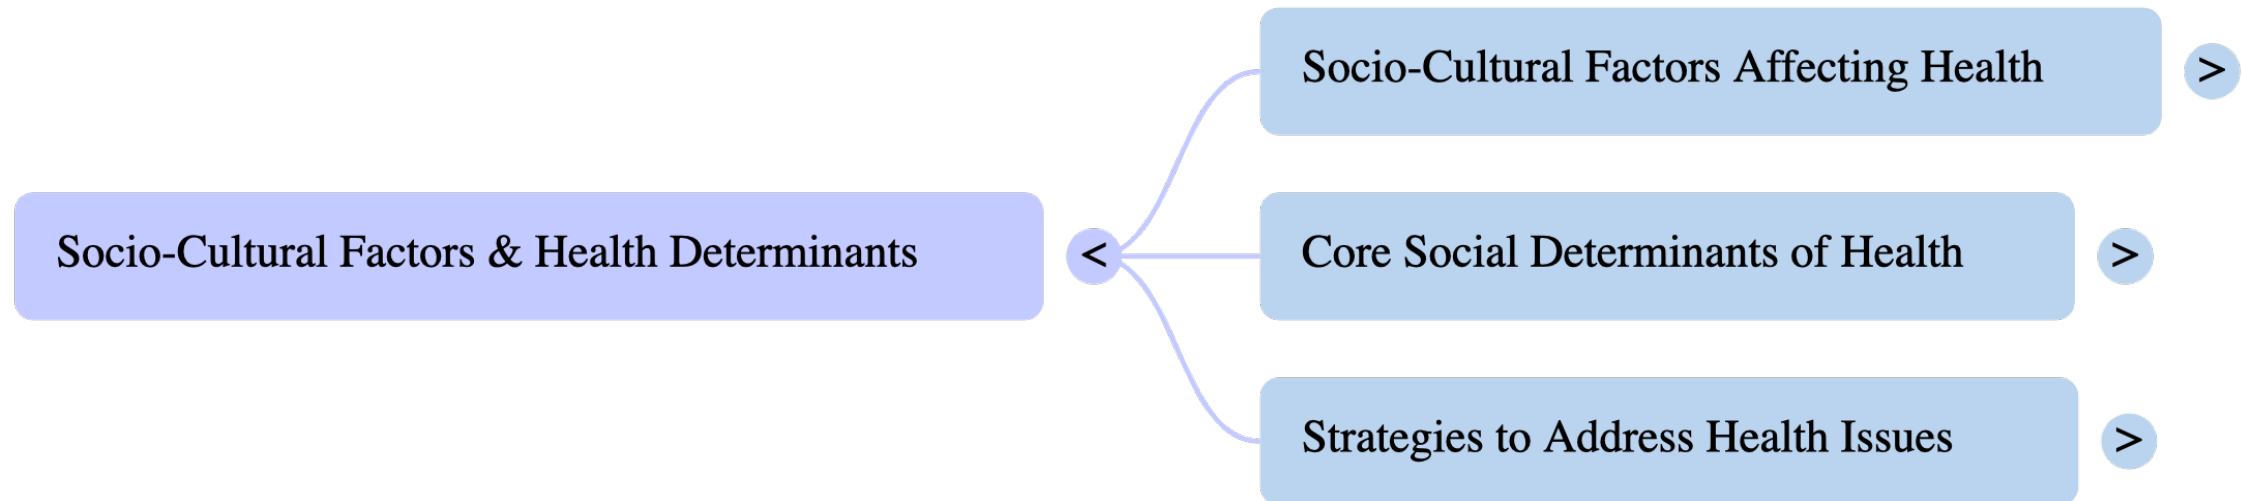 Socio-Cultural Factors & Health Determinants
<
Socio-Cultural Factors Affecting Health
>
Core Social Determinants of Health
>
Strategies to Address Health Issues
>